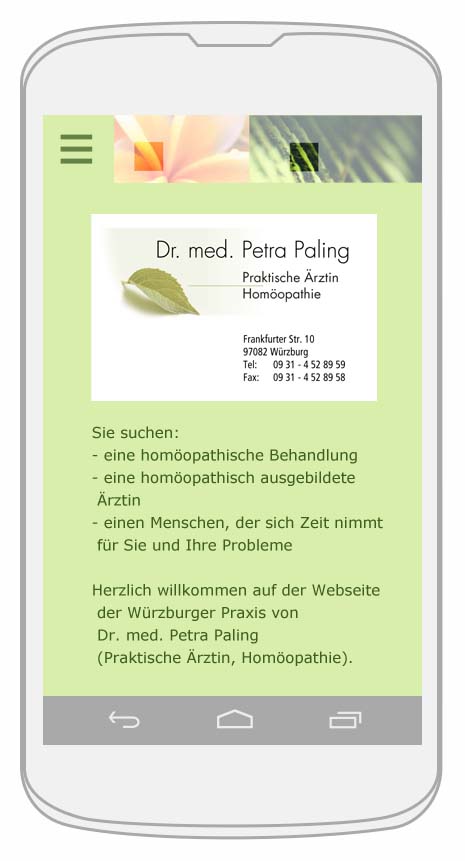 Dr. med. Petra Paling
Praktische Ärztin
Homöopathie
Frankfurter Str. 10
97082 Würzburg
Tel: 09 31 - 4 52 89 59
Fax: 09 31 - 4 52 89 58
Sie suchen:
- eine homöopathische Behandlung
- eine homöopathisch ausgebildete
Ärztin
- einen Menschen, der sich Zeit nimmt
für Sie und Ihre Probleme
Herzlich willkommen auf der Webseite
der Würzburger Praxis von
Dr. med. Petra Paling
(Praktische Ärztin, Homöopathie).